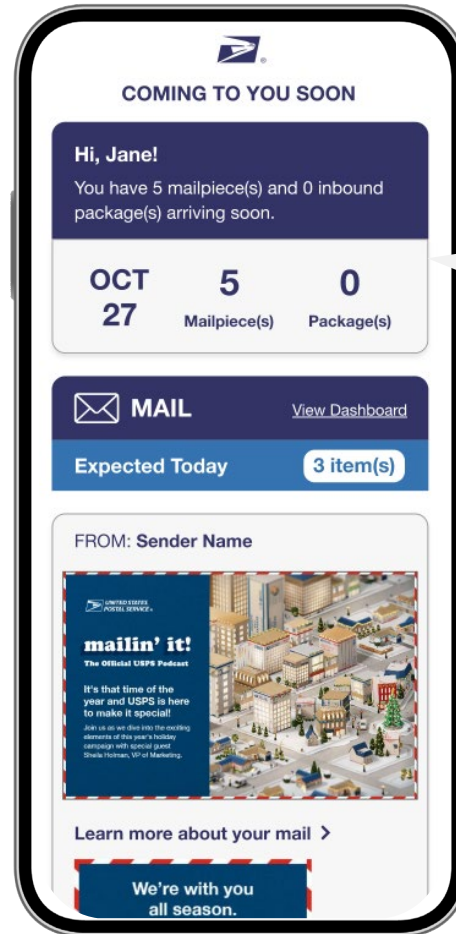 COMING TO YOU SOON
Hi, Jane!
You have 5 mailpiece(s) and 0 inbound
package(s) arriving soon.
OCT
27
5
Mailpiece(s)
0
Package(s)
MAIL
View Dashboard
Expected Today
3 item(s)
FROM: Sender Name
UNITED STATES
POSTAL SERVICE
mailin' it!
The Official USPS Podcast
It's that time of the
year and USPS is here
to make it special!
Join us as we dive into the exciting
elements of this year's holiday
campaign with special guest
Sheila Holman, VP of Marketing.
Learn more about your mail >
We're with you
all season.